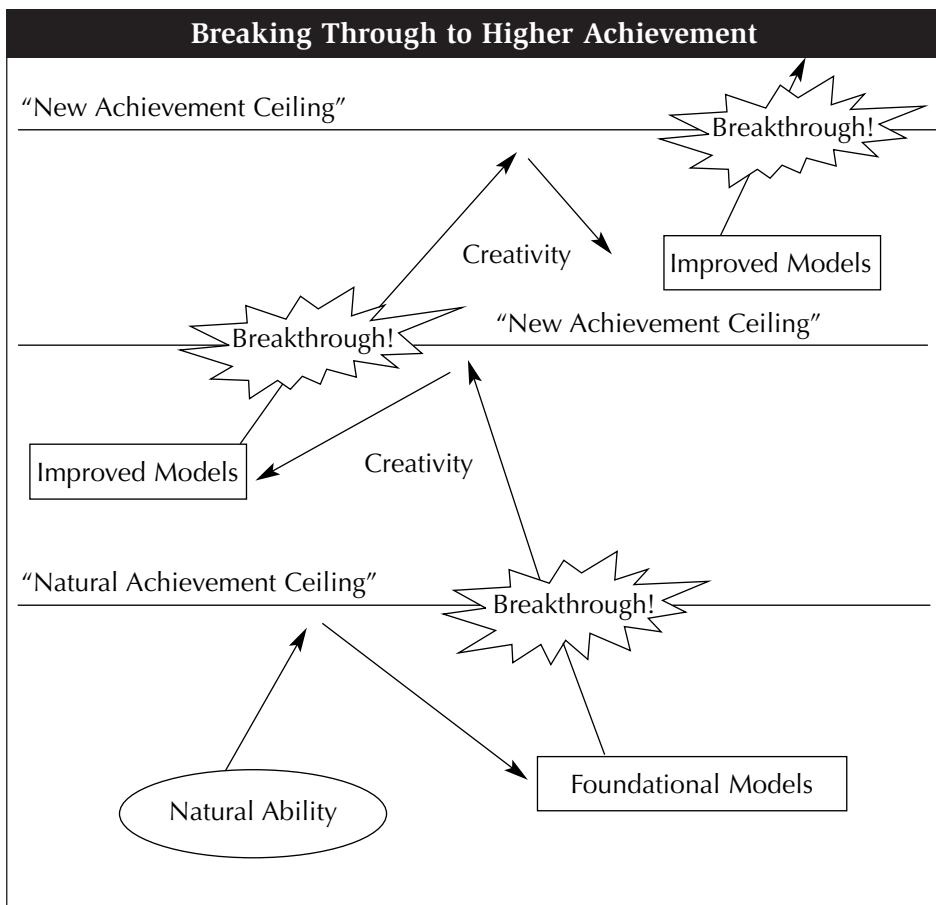 Breaking Through to Higher Achievement
“New Achievement Ceiling”
Breakthrough!
Creativity
Improved Models
Breakthrough!
“New Achievement Ceiling”
Improved Models
Creativity
“Natural Achievement Ceiling”
Breakthrough!
Natural Ability
Foundational Models